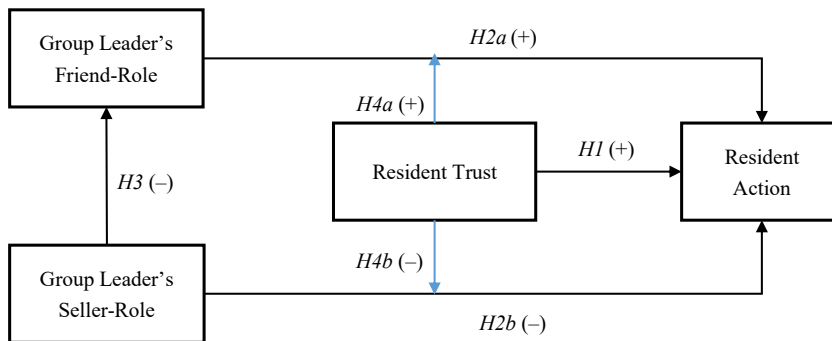 Group Leader’s
Friend-Role
H2a (+)
H4a (+)
Resident Trust
H1 (+)
Resident
Action
H3 (–)
H4b (–)
Group Leader’s
Seller-Role
H2b (–)